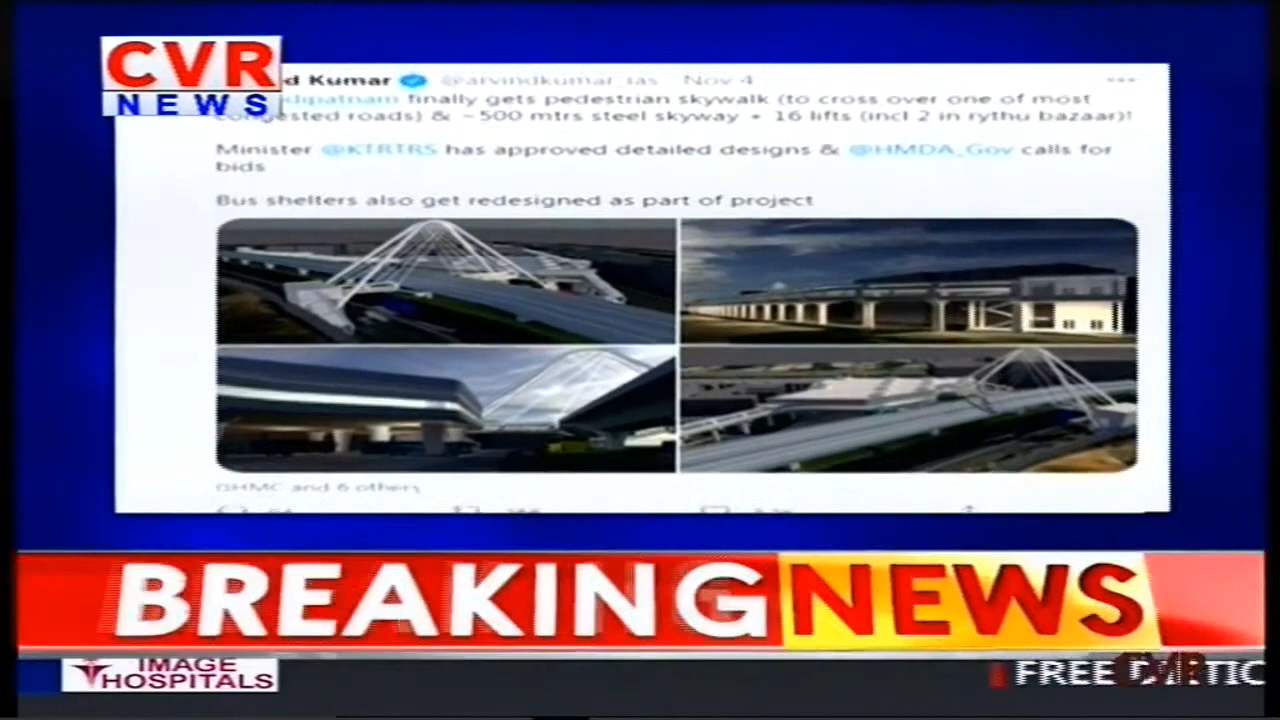 CVR
NEWS
d Kumar @arvindkumar_ias Nov 4
dipatnam finally gets pedestrian skywalk (to cross over one of most
congested roads) & ~500 mtrs steel skyway + 16 lifts (incl 2 in rythu bazaar)!
Minister @KTRTRS has approved detailed designs & @HMDA_Gov calls for
bids
Bus shelters also get redesigned as part of project
GHMC and 6 others
BREAKING NEWS
IMAGE
HOSPITALS
FREE